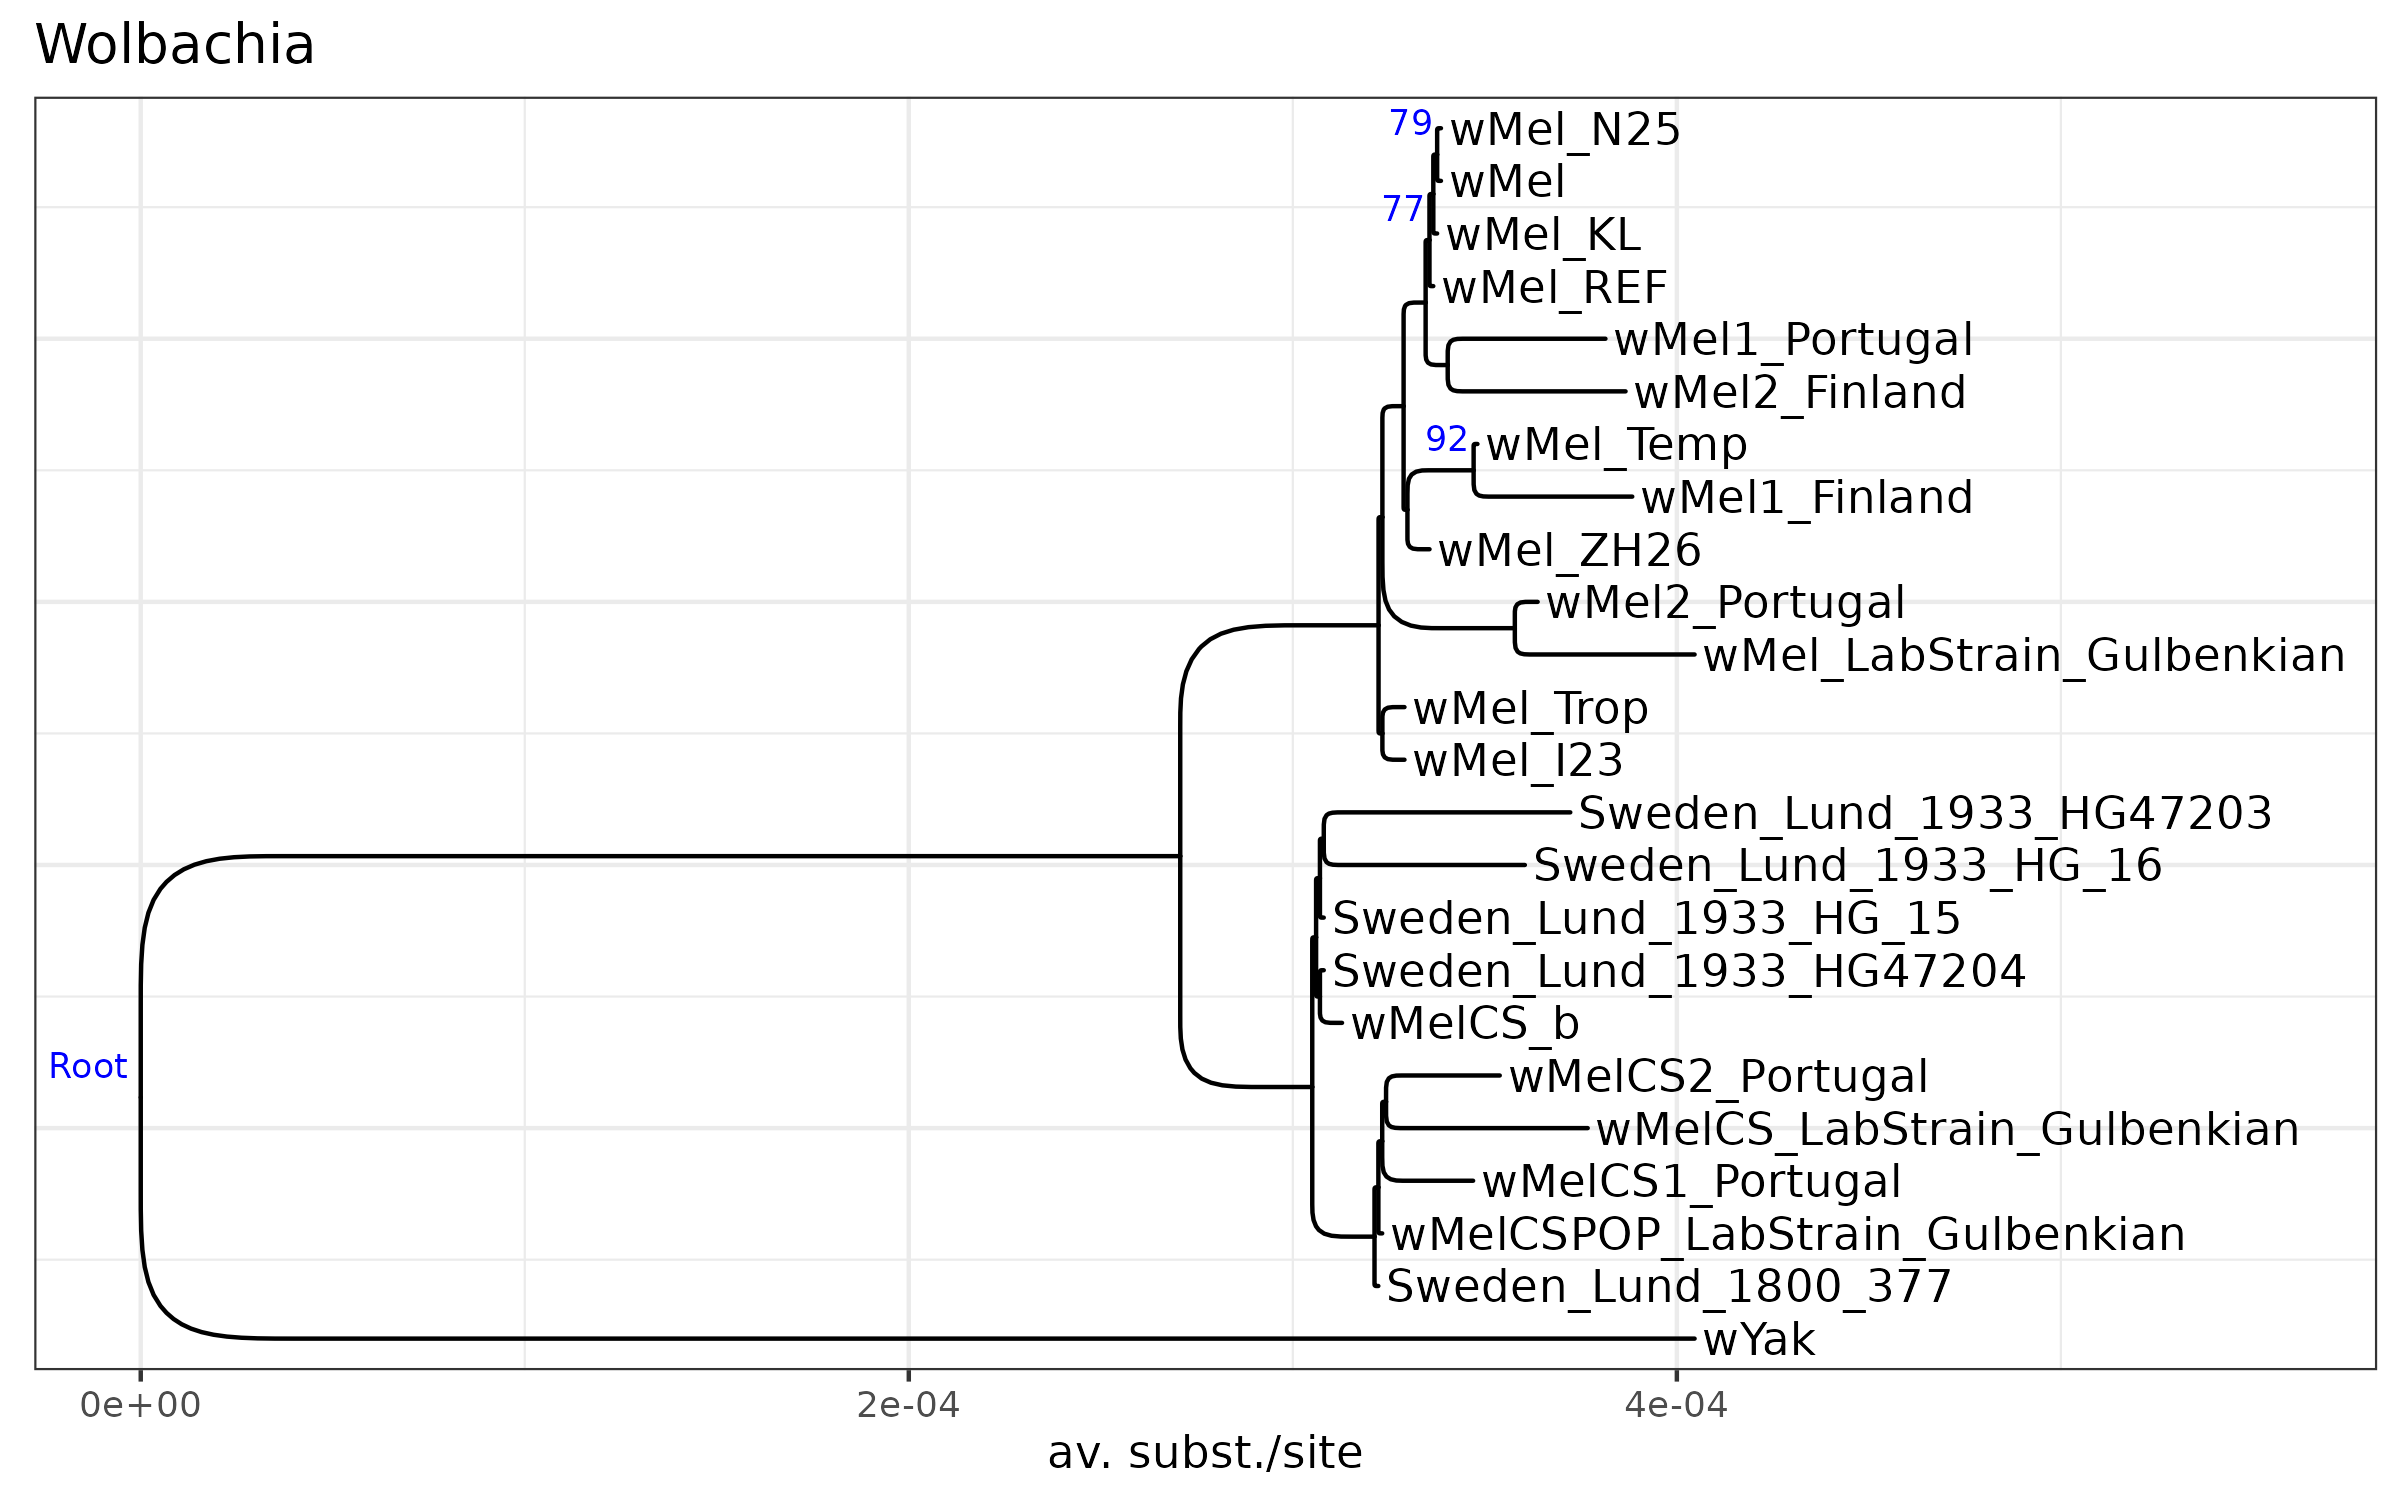 Wolbachia
79
wMel_N25
wMel
77
wMel_KL
wMel_REF
wMel1_Portugal
wMel2_Finland
92
wMel_Temp
wMel1_Finland
wMel_ZH26
wMel2_Portugal
wMel_LabStrain_Gulbenkian
wMel_Trop
wMel_I23
Sweden_Lund_1933_HG47203
Sweden_Lund_1933_HG_16
Sweden_Lund_1933_HG_15
Sweden_Lund_1933_HG47204
wMelCS_b
Root
wMelCS2_Portugal
wMelCS_LabStrain_Gulbenkian
wMelCS1_Portugal
wMelCSPOP_LabStrain_Gulbenkian
Sweden_Lund_1800_377
wYak
0e+00 2e-04 4e-04
av. subst./site